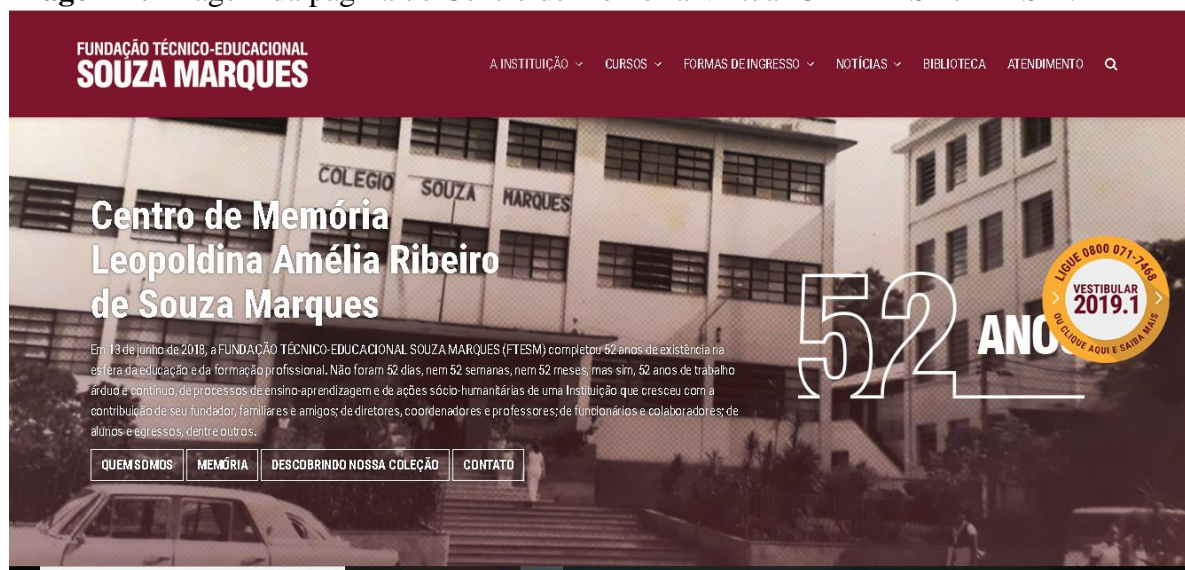 FUNDAÇÃO TÉCNICO-EDUCACIONAL
SOUZA MARQUES
A INSTITUIÇÃO
CURSOS
FORMAS DE INGRESSO
NOTÍCIAS
BIBLIOTECA
ATENDIMENTO
COLEGIO SOUZA MARQUES
Centro de Memória
Leopoldina Amélia Ribeiro
de Souza Marques
Em 13 de junho de 2018, a FUNDAÇÃO TÉCNICO-EDUCACIONAL SOUZA MARQUES (FTESM) completou 52 anos de existência na
esfera da educação e da formação profissional. Não foram 52 dias, nem 52 semanas, nem 52 meses, mas sim, 52 anos de trabalho
árduo e contínuo, de processos de ensino-aprendizagem e de ações sócio-humanitárias de uma Instituição que cresceu com a
contribuição de seu fundador, familiares e amigos; de diretores, coordenadores e professores; de funcionários e colaboradores; de
alunos e egressos, dentre outros.
QUEM SOMOS
MEMÓRIA
DESCOBRINDO NOSSA COLEÇÃO
CONTATO
52
LIGUE 0800 071-7468
VESTIBULAR
2019.1
OU CLIQUE AQUI E SAIBA MAIS